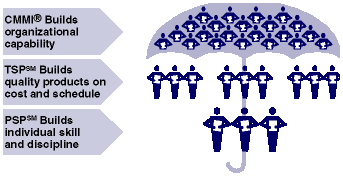 CMMI® Builds
organizational
capability
TSP℠ Builds
quality products on
cost and schedule
PSP℠ Builds
individual skill
and discipline